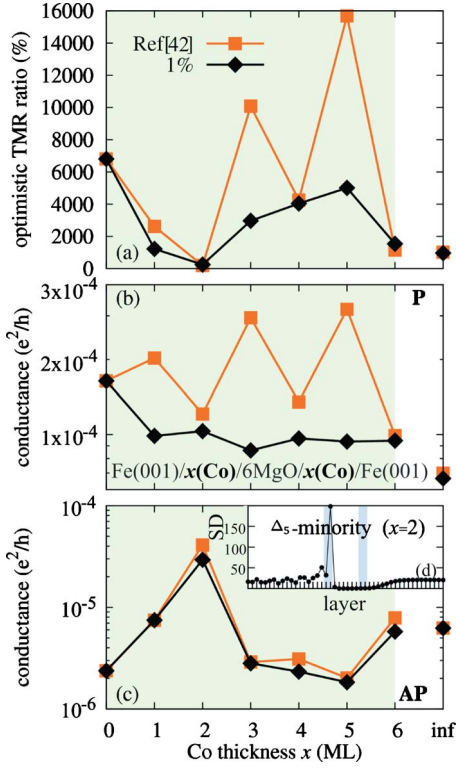 16000
14000
12000
10000
8000
6000
4000
2000
0
optimistic TMR ratio (%)
Ref[42]
1%
(a)
3x10⁻⁴
2x10⁻⁴
1x10⁻⁴
conductance (e²/h)
(b)
P
Fe(001)/x(Co)/6MgO/x(Co)/Fe(001)
10⁻⁴
10⁻⁵
10⁻⁶
conductance (e²/h)
SD
150
100
50
Δ₅-minority (x=2)
(d)
layer
(c)
AP
0 1 2 3 4 5 6 inf
Co thickness x (ML)